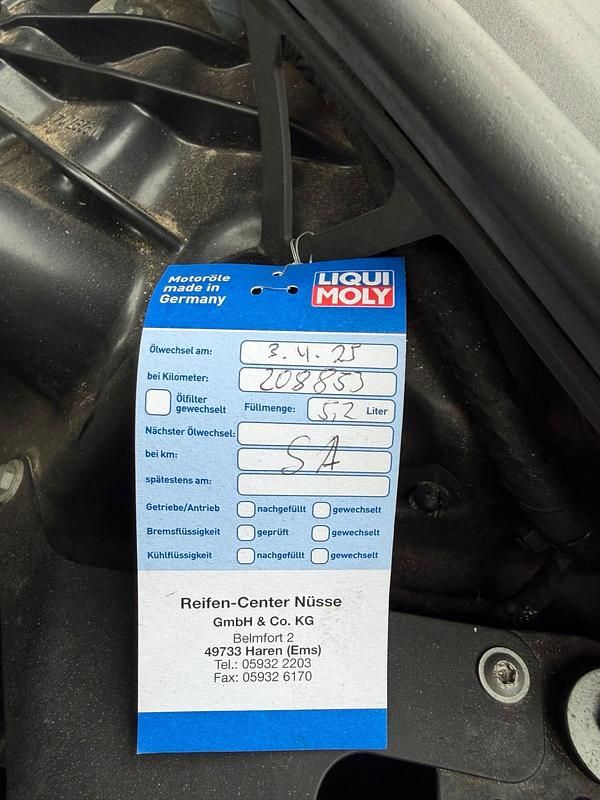 Motoröle
made in
Germany
LIQUI
MOLY
Ölwechsel am: 3.4.25
bei Kilometer: 208853
Ölfilter
gewechselt
Füllmenge: 5,2 Liter
Nächster Ölwechsel:
bei km: SA
spätestens am:
Getriebe/Antrieb nachgefüllt gewechselt
Bremsflüssigkeit geprüft gewechselt
Kühlflüssigkeit nachgefüllt gewechselt
Reifen-Center Nüsse
GmbH & Co. KG
Belmfort 2
49733 Haren (Ems)
Tel.: 05932 2203
Fax: 05932 6170